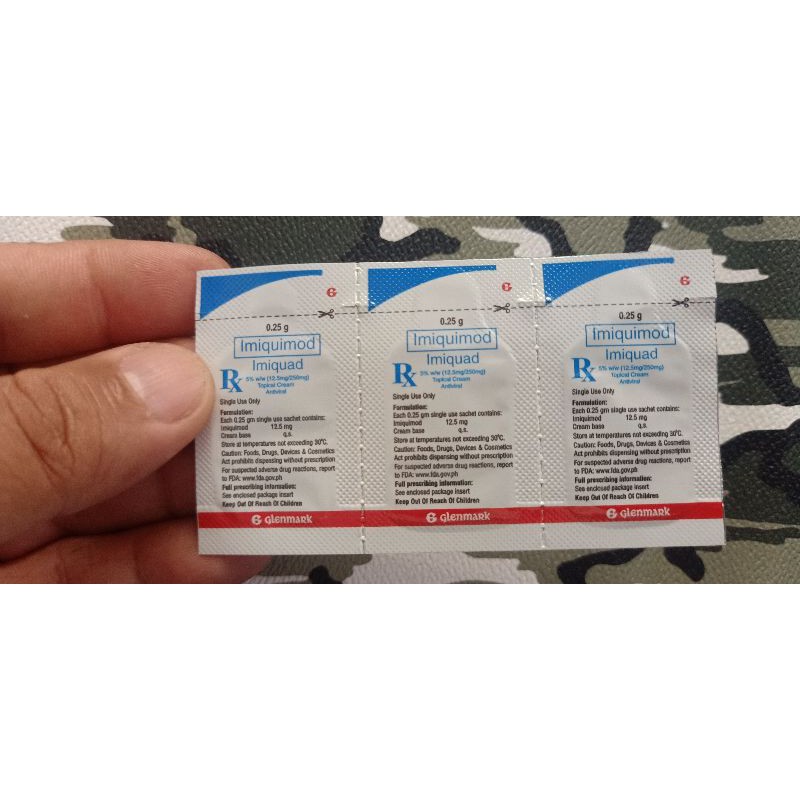 G
0.25 g
Imiquimod
Imiquad
Rx
5% w/w (12.5mg/250mg)
Topical Cream
Antiviral
Single Use Only
Formulation:
Each 0.25 gm single use sachet contains:
Imiquimod 12.5 mg
Cream base q.s.
Store at temperatures not exceeding 30°C.
Caution: Foods, Drugs, Devices & Cosmetics
Act prohibits dispensing without prescription
For suspected adverse drug reactions, report
to FDA: www.fda.gov.ph
Full prescribing information:
See enclosed package insert
Keep Out Of Reach Of Children
G glenmark
G
0.25 g
Imiquimod
Imiquad
Rx
5% w/w (12.5mg/250mg)
Topical Cream
Antiviral
Single Use Only
Formulation:
Each 0.25 gm single use sachet contains:
Imiquimod 12.5 mg
Cream base q.s.
Store at temperatures not exceeding 30°C.
Caution: Foods, Drugs, Devices & Cosmetics
Act prohibits dispensing without prescription
For suspected adverse drug reactions, report
to FDA: www.fda.gov.ph
Full prescribing information:
See enclosed package insert
Keep Out Of Reach Of Children
G glenmark
G
0.25 g
Imiquimod
Imiquad
Rx
5% w/w (12.5mg/250mg)
Topical Cream
Antiviral
Single Use Only
Formulation:
Each 0.25 gm single use sachet contains:
Imiquimod 12.5 mg
Cream base q.s.
Store at temperatures not exceeding 30°C.
Caution: Foods, Drugs, Devices & Cosmetics
Act prohibits dispensing without prescription
For suspected adverse drug reactions, report
to FDA: www.fda.gov.ph
Full prescribing information:
See enclosed package insert
Keep Out Of Reach Of Children
G glenmark